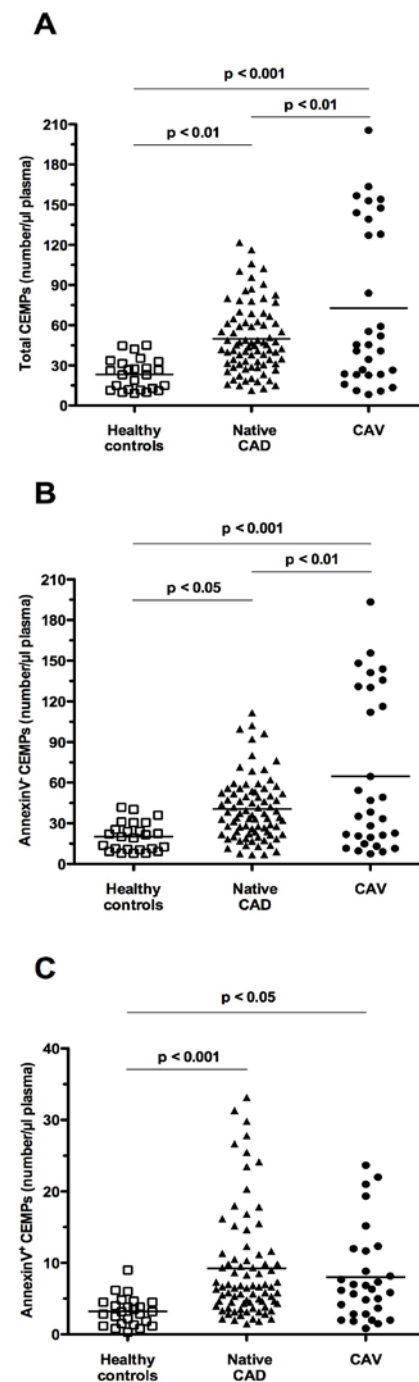 A
p < 0.001
p < 0.01
p < 0.01
Total CEMPs (number/µl plasma)
210
180
150
120
90
60
30
0
Healthy
controls
Native
CAD
CAV
B
p < 0.001
p < 0.01
p < 0.05
AnnexinV⁻ CEMPs (number/µl plasma)
210
180
150
120
90
60
30
0
Healthy
controls
Native
CAD
CAV
C
p < 0.05
p < 0.001
AnnexinV⁺ CEMPs (number/µl plasma)
40
30
20
10
0
Healthy
controls
Native
CAD
CAV